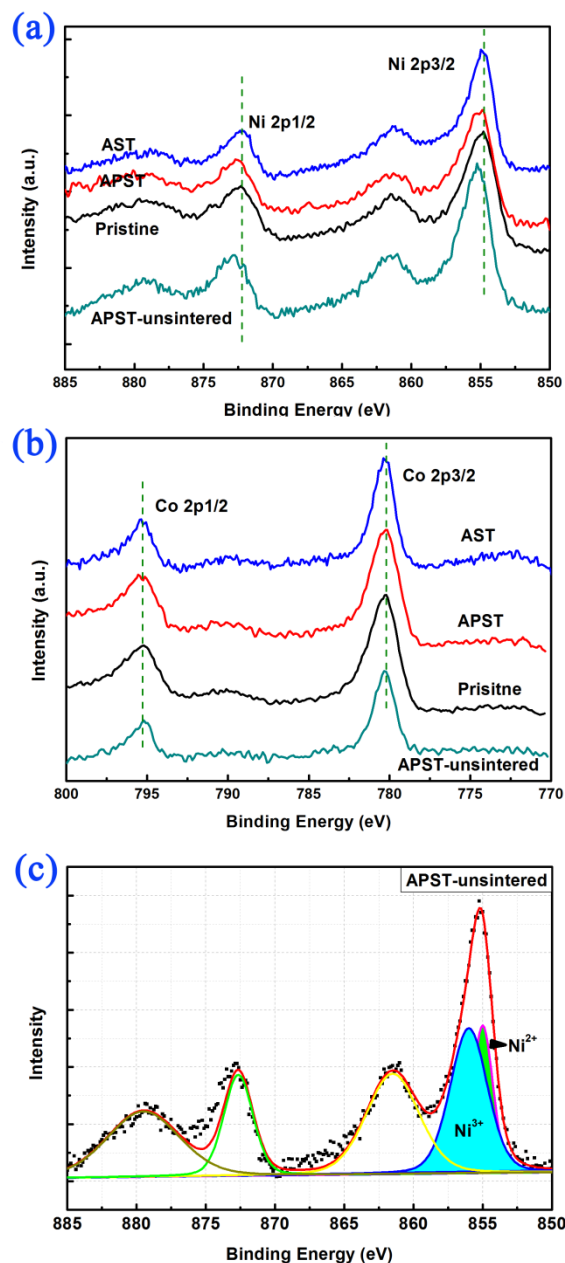 (a)
Ni 2p3/2
Ni 2p1/2
AST
APST
Pristine
APST-unsintered
Intensity (a.u.)
885 880 875 870 865 860 855 850
Binding Energy (eV)
(b)
Co 2p3/2
Co 2p1/2
AST
APST
Prisitne
APST-unsintered
Intensity (a.u.)
800 795 790 785 780 775 770
Binding Energy (eV)
(c)
APST-unsintered
Ni2+
Ni3+
Intensity
885 880 875 870 865 860 855 850
Binding Energy (eV)